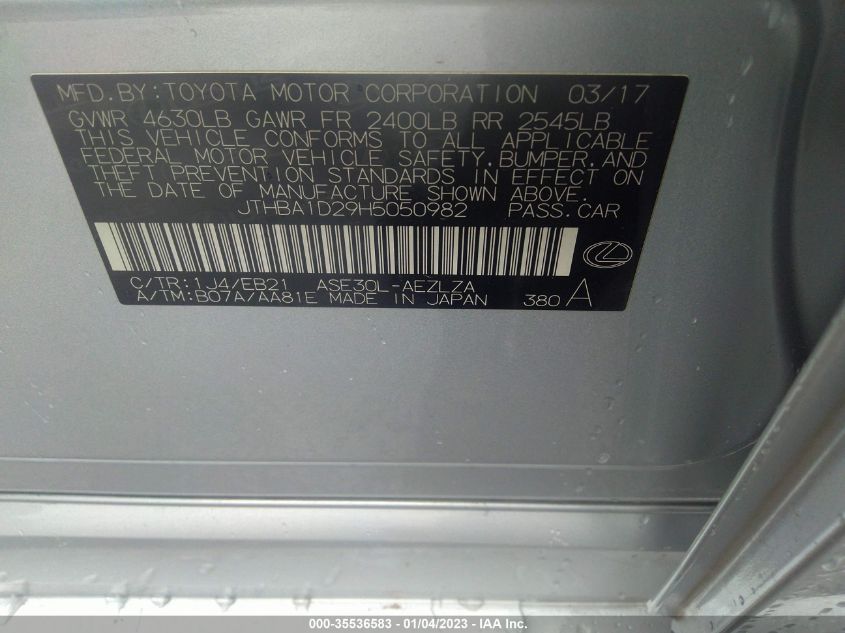 MFD.BY:TOYOTA MOTOR CORPORATION 03/17
GVWR 4630LB GAWR FR 2400LB RR 2545LB
THIS VEHICLE CONFORMS TO ALL APPLICABLE
FEDERAL MOTOR VEHICLE SAFETY,BUMPER,AND
THEFT PREVENTION STANDARDS IN EFFECT ON
THE DATE OF MANUFACTURE SHOWN ABOVE.
JTHBA1D29H5050982 PASS.CAR
C/TR:1J4/EB21 ASE30L-AEZLZA
A/TM:B07A/AA81E MADE IN JAPAN 380 A
000-35536583 - 01/04/2023 - IAA Inc.